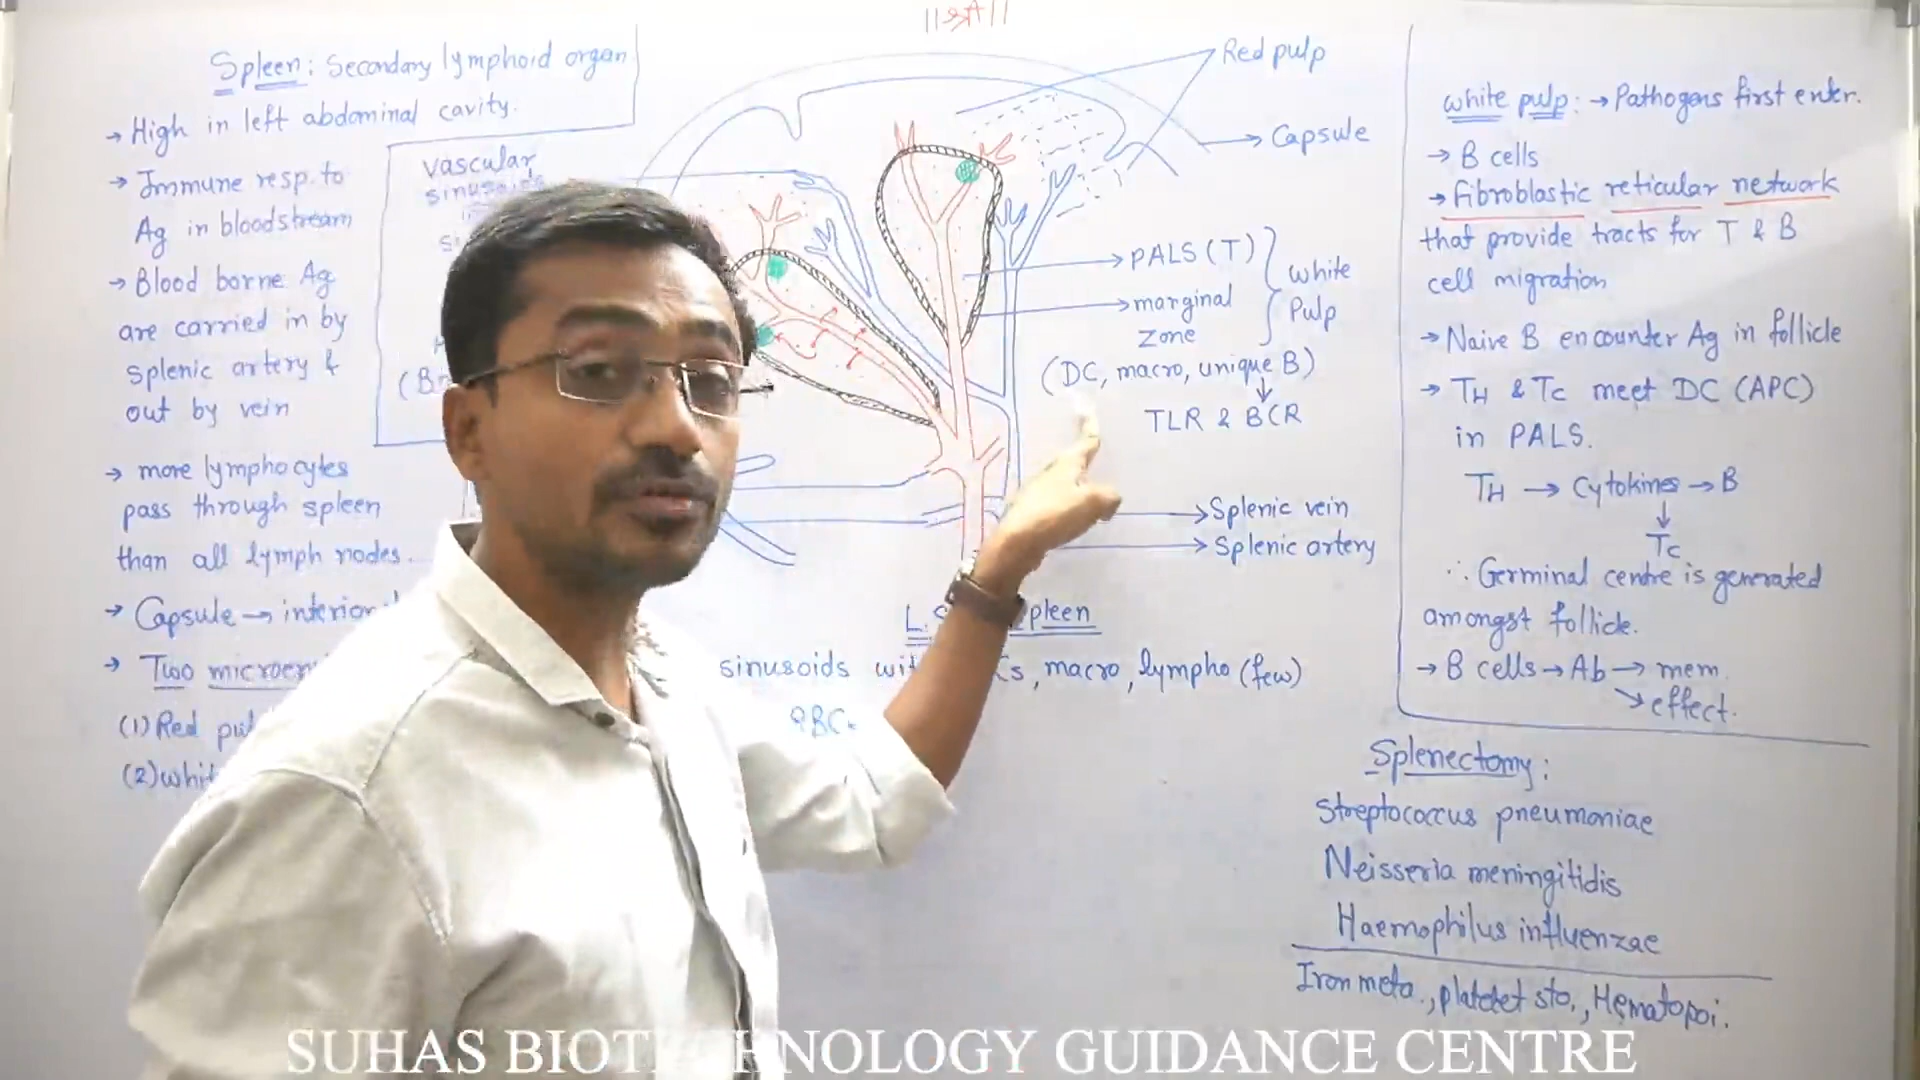 ||श्री||
Spleen: Secondary lymphoid organ
→ High in left abdominal cavity.
→ Immune resp. to
Ag in bloodstream
→ Blood borne Ag
are carried in by
splenic artery &
out by vein
→ more lymphocytes
pass through spleen
than all lymph nodes.
→ Capsule → interior
→ Two
(1) Red
(2)
vascular
sinusoids
Red pulp
→ Capsule
→ PALS (T)
→ marginal
zone
White
Pulp
(DC, macro, unique B)
↓
TLR & BCR
→ Splenic vein
→ Splenic artery
L.S. pleen
sinusoids macro, lympho (few)
white pulp: → Pathogens first enter.
→ B cells
→ Fibroblastic reticular network
that provide tracts for T & B
cell migration
→ Naive B encounter Ag in follicle
→ TH & Tc meet DC (APC)
in PALS.
TH → Cytokines → B
↓
Tc
∴ Germinal centre is generated
amongst follicle.
→ B cells → Ab → mem.
↘ effect.
Splenectomy:
Streptococcus pneumoniae
Neisseria meningitidis
Haemophilus influenzae
Iron meta., platelet sto., Hematopoi.
SUHAS BIOTECHNOLOGY GUIDANCE CENTRE